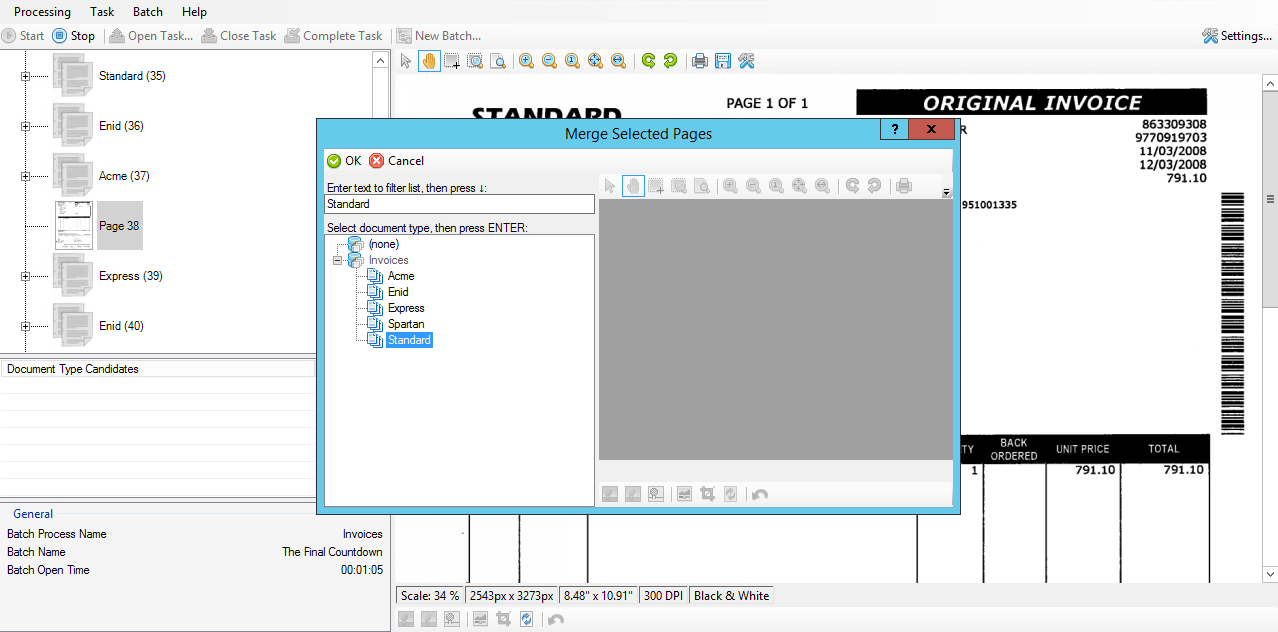 Processing Task Batch Help
Start Stop Open Task... Close Task Complete Task New Batch... Settings...
Standard (35)
Enid (36)
Acme (37)
Page 38
Express (39)
Enid (40)
Document Type Candidates
General
Batch Process Name Invoices
Batch Name The Final Countdown
Batch Open Time 00:01:05
STANDARD
PAGE 1 OF 1
ORIGINAL INVOICE
R
863309308
9770919703
11/03/2008
12/03/2008
791.10
951001335
Merge Selected Pages
? x
OK Cancel
Enter text to filter list, then press ↓:
Standard
Select document type, then press ENTER:
(none)
Invoices
Acme
Enid
Express
Spartan
Standard
TY BACK ORDERED UNIT PRICE TOTAL
1 791.10 791.10
Scale: 34 % 2543px x 3273px 8.48" x 10.91" 300 DPI Black & White